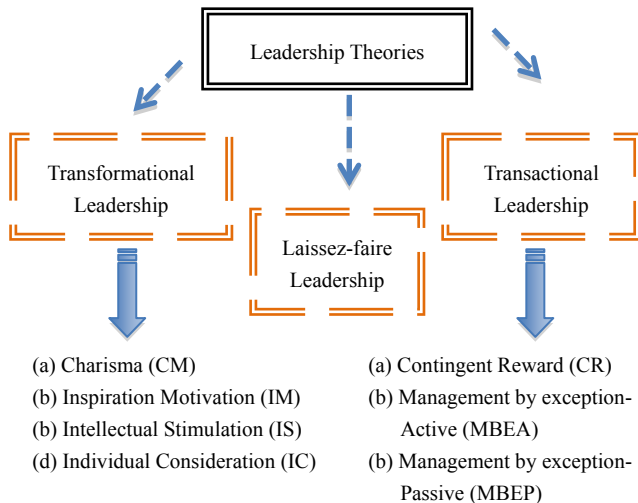 Leadership Theories
Transformational
Leadership
Laissez-faire
Leadership
Transactional
Leadership
(a) Charisma (CM)
(b) Inspiration Motivation (IM)
(b) Intellectual Stimulation (IS)
(d) Individual Consideration (IC)
(a) Contingent Reward (CR)
(b) Management by exception-
Active (MBEA)
(b) Management by exception-
Passive (MBEP)